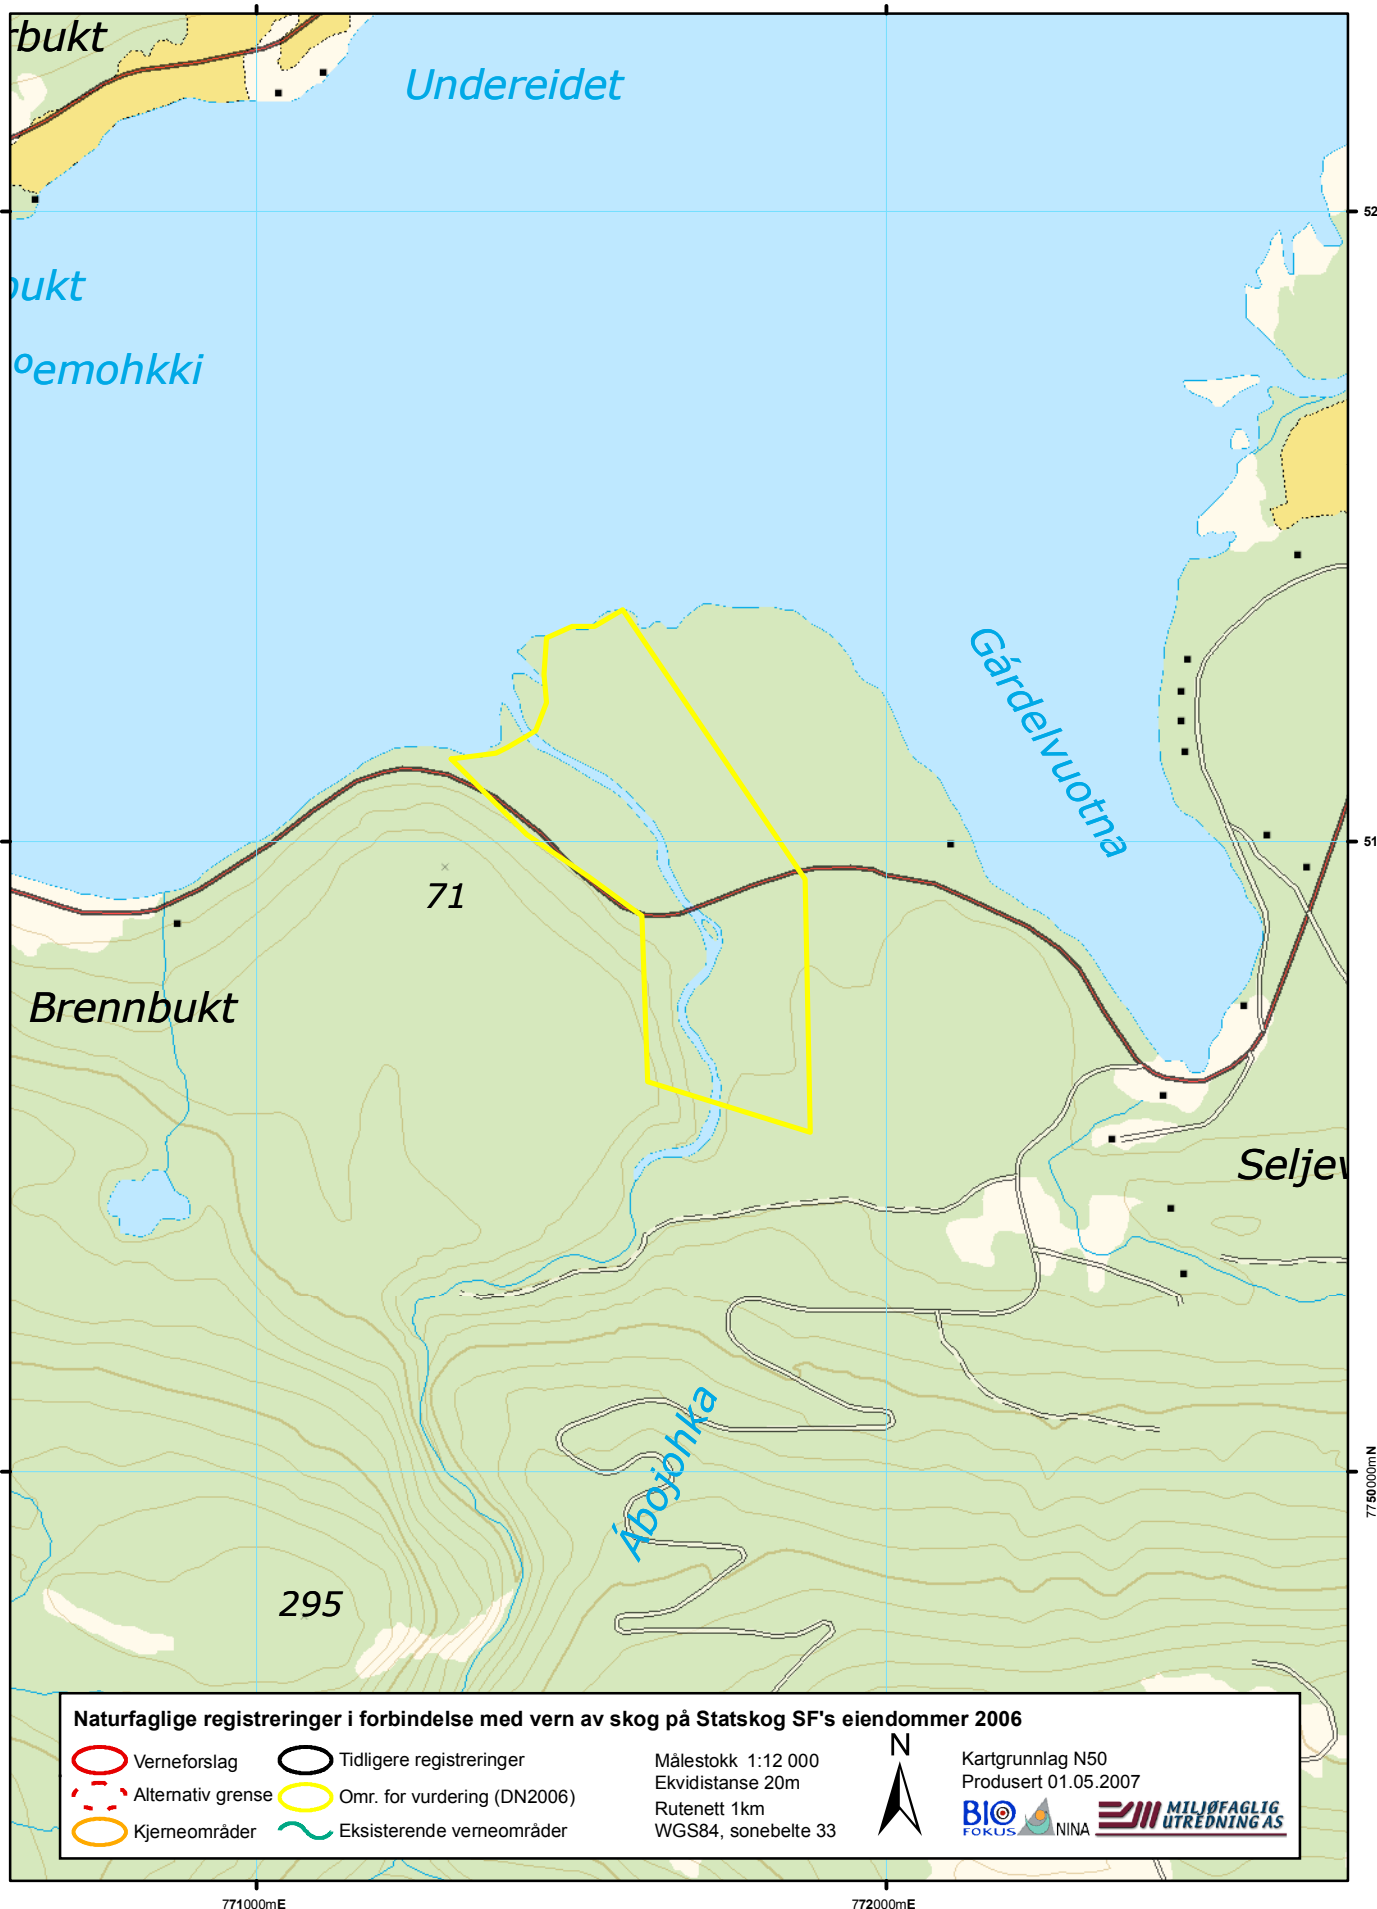 rbukt
Undereidet
52
bukt
ºemohkki
Gárdelvuotna
51
71
Brennbukt
Seljev
Ábojohka
7750000mN
295
Naturfaglige registreringer i forbindelse med vern av skog på Statskog SF's eiendommer 2006
Verneforslag
Alternativ grense
Kjerneområder
Tidligere registreringer
Omr. for vurdering (DN2006)
Eksisterende verneområder
Målestokk 1:12 000
Ekvidistanse 20m
Rutenett 1km
WGS84, sonebelte 33
N
Kartgrunnlag N50
Produsert 01.05.2007
BIO
FOKUS
NINA
MILJØFAGLIG
UTREDNING AS
771000mE
772000mE